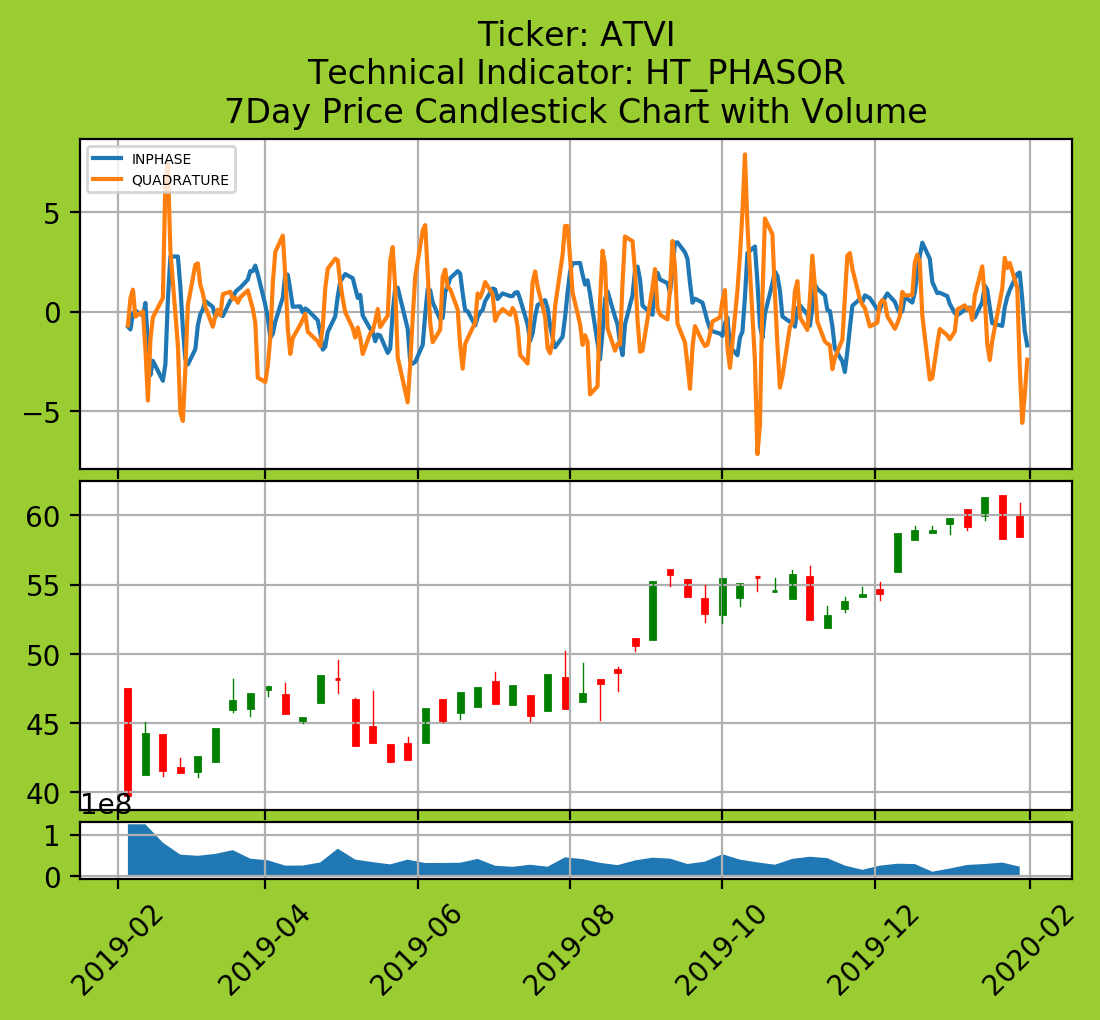 Ticker: ATVI
Technical Indicator: HT_PHASOR
7Day Price Candlestick Chart with Volume
INPHASE
QUADRATURE
5
0
−5
60
55
50
45
40
1e8
1
0
2019-02
2019-04
2019-06
2019-08
2019-10
2019-12
2020-02